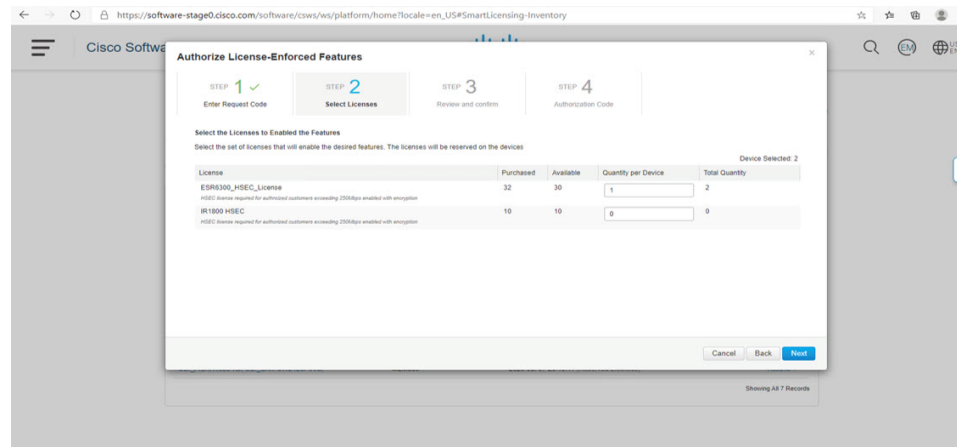 https://software-stage0.cisco.com/software/csws/ws/platform/home?locale=en_US#SmartLicensing-Inventory
Cisco Softwa
EM
Authorize License-Enforced Features
STEP 1
STEP 2
STEP 3
STEP 4
Enter Request Code
Select Licenses
Review and confirm
Authorization Code
Select the Licenses to Enabled the Features
Select the set of licenses that will enable the desired features. The licenses will be reserved on the devices
Device Selected: 2
License Purchased Available Quantity per Device Total Quantity
ESR6300_HSEC_License 32 30 1 2
HSEC license required for authorized customers exceeding 250Mbps enabled with encryption
IR1800 HSEC 10 10 0 0
HSEC license required for authorized customers exceeding 250Mbps enabled with encryption
Cancel Back Next
Showing All 7 Records